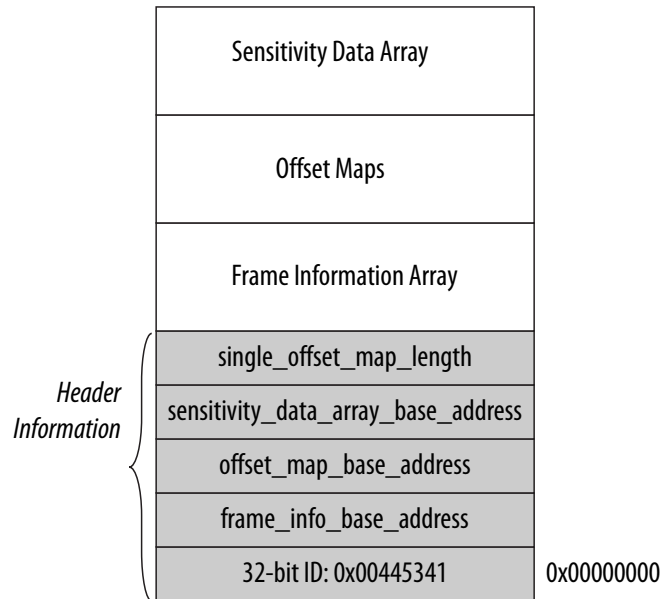 Sensitivity Data Array
Offset Maps
Frame Information Array
single_offset_map_length
Header
Information
sensitivity_data_array_base_address
offset_map_base_address
frame_info_base_address
32-bit ID: 0x00445341
0x00000000